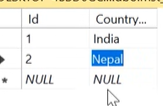 Id Country...
1 India
2 Nepal
* NULL NULL